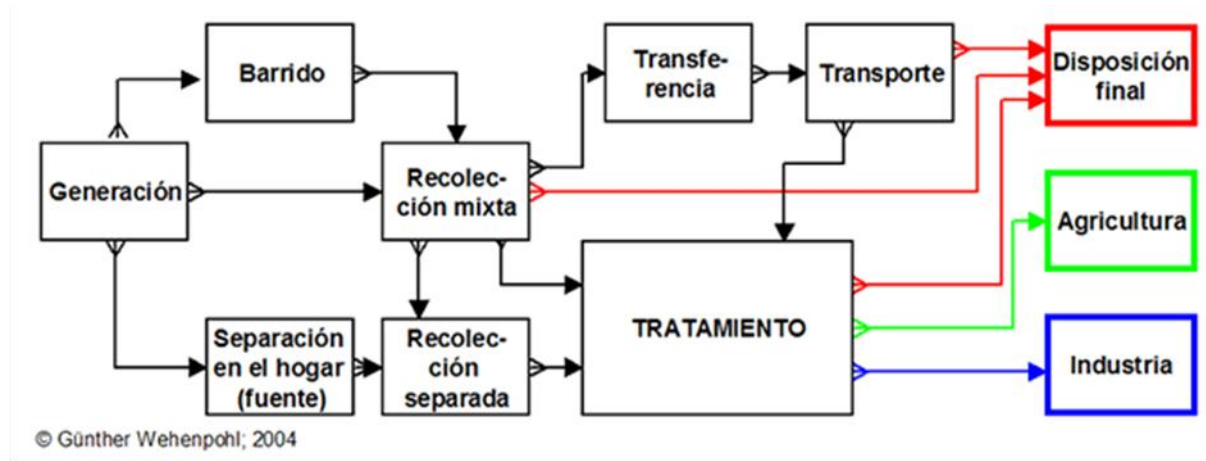 Barrido
Transfe-
rencia
Transporte
Disposición
final
Generación
Recolec-
ción mixta
Agricultura
TRATAMIENTO
Separación
en el hogar
(fuente)
Recolec-
ción
separada
Industria
© Günther Wehenpohl; 2004